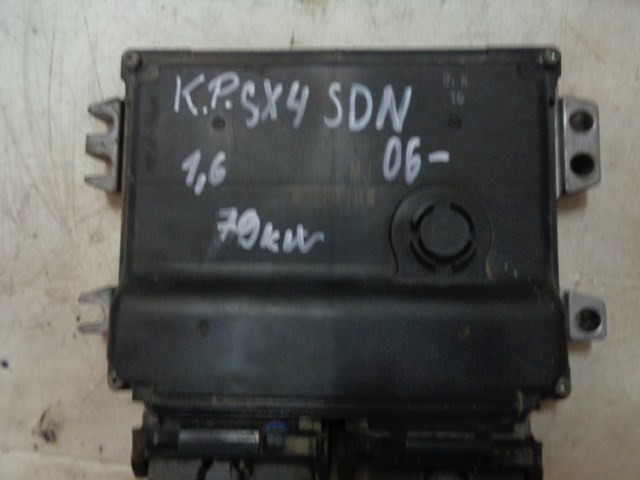 K.P. SX4 SDN
1,6 06-
79kw